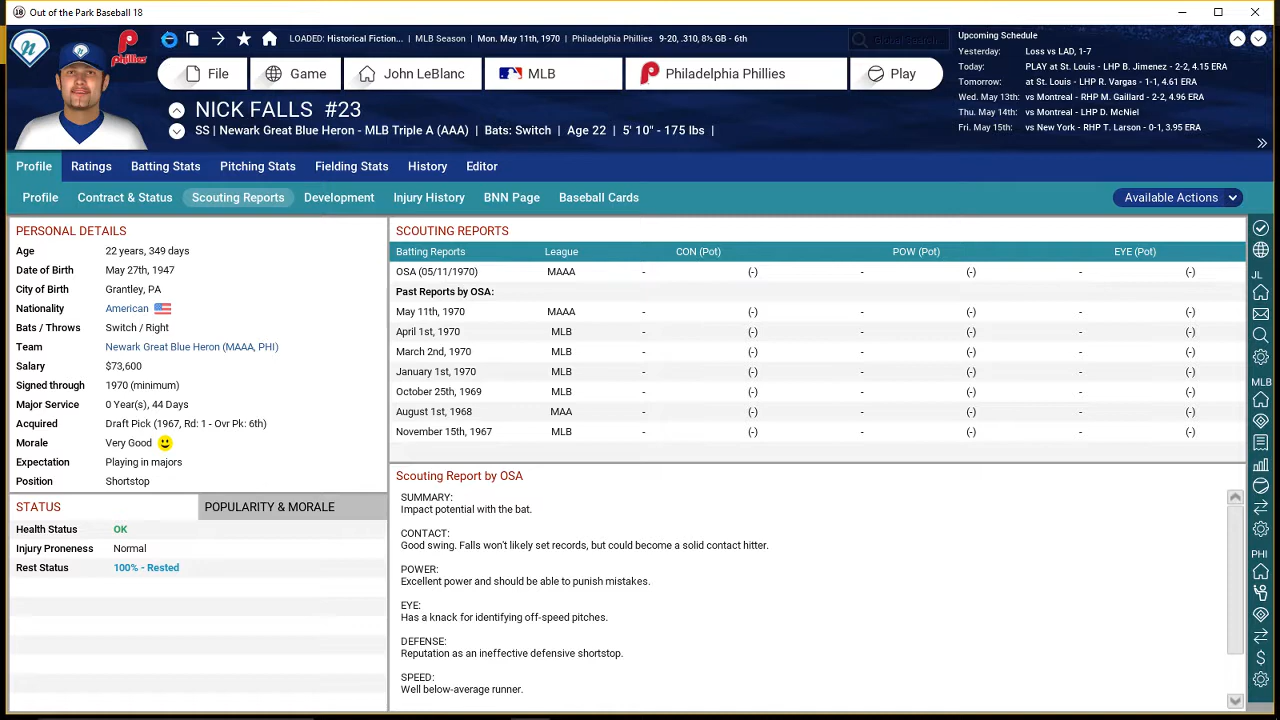 Out of the Park Baseball 18
LOADED: Historical Fiction... | MLB Season | Mon. May 11th, 1970 | Philadelphia Phillies 9-20, .310, 8½ GB - 6th
Global Search...
Upcoming Schedule
Yesterday: Loss vs LAD, 1-7
Today: PLAY at St. Louis - LHP B. Jimenez - 2-2, 4.15 ERA
Tomorrow: at St. Louis - LHP R. Vargas - 1-1, 4.61 ERA
Wed. May 13th: vs Montreal - RHP M. Gaillard - 2-2, 4.96 ERA
Thu. May 14th: vs Montreal - LHP D. McNiel
Fri. May 15th: vs New York - RHP T. Larson - 0-1, 3.95 ERA
Phillies
File Game John LeBlanc MLB Philadelphia Phillies Play
NICK FALLS #23
SS | Newark Great Blue Heron - MLB Triple A (AAA) | Bats: Switch | Age 22 | 5' 10" - 175 lbs |
Profile Ratings Batting Stats Pitching Stats Fielding Stats History Editor
Profile Contract & Status Scouting Reports Development Injury History BNN Page Baseball Cards Available Actions
PERSONAL DETAILS
Age 22 years, 349 days
Date of Birth May 27th, 1947
City of Birth Grantley, PA
Nationality American
Bats / Throws Switch / Right
Team Newark Great Blue Heron (MAAA, PHI)
Salary $73,600
Signed through 1970 (minimum)
Major Service 0 Year(s), 44 Days
Acquired Draft Pick (1967, Rd: 1 - Ovr Pk: 6th)
Morale Very Good
Expectation Playing in majors
Position Shortstop
STATUS POPULARITY & MORALE
Health Status OK
Injury Proneness Normal
Rest Status 100% - Rested
SCOUTING REPORTS
Batting Reports League CON (Pot) POW (Pot) EYE (Pot)
OSA (05/11/1970) MAAA - (-) - (-) - (-)
Past Reports by OSA:
May 11th, 1970 MAAA - (-) - (-) - (-)
April 1st, 1970 MLB - (-) - (-) - (-)
March 2nd, 1970 MLB - (-) - (-) - (-)
January 1st, 1970 MLB - (-) - (-) - (-)
October 25th, 1969 MLB - (-) - (-) - (-)
August 1st, 1968 MAA - (-) - (-) - (-)
November 15th, 1967 MLB - (-) - (-) - (-)
Scouting Report by OSA
SUMMARY:
Impact potential with the bat.
CONTACT:
Good swing. Falls won't likely set records, but could become a solid contact hitter.
POWER:
Excellent power and should be able to punish mistakes.
EYE:
Has a knack for identifying off-speed pitches.
DEFENSE:
Reputation as an ineffective defensive shortstop.
SPEED:
Well below-average runner.
JL
MLB
PHI